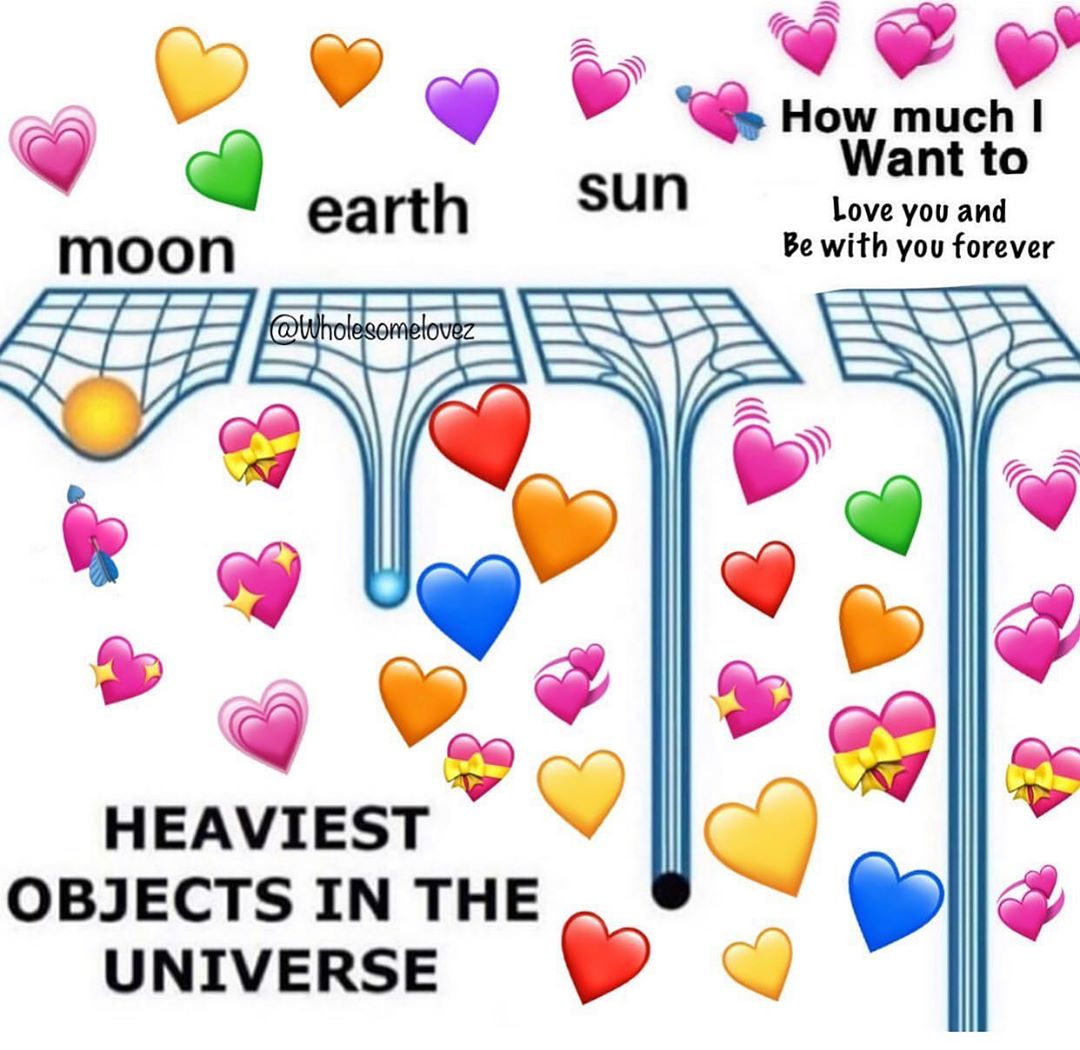 moon
earth
sun
How much I
Want to
Love you and
Be with you forever
@Wholesomelovez
HEAVIEST
OBJECTS IN THE
UNIVERSE